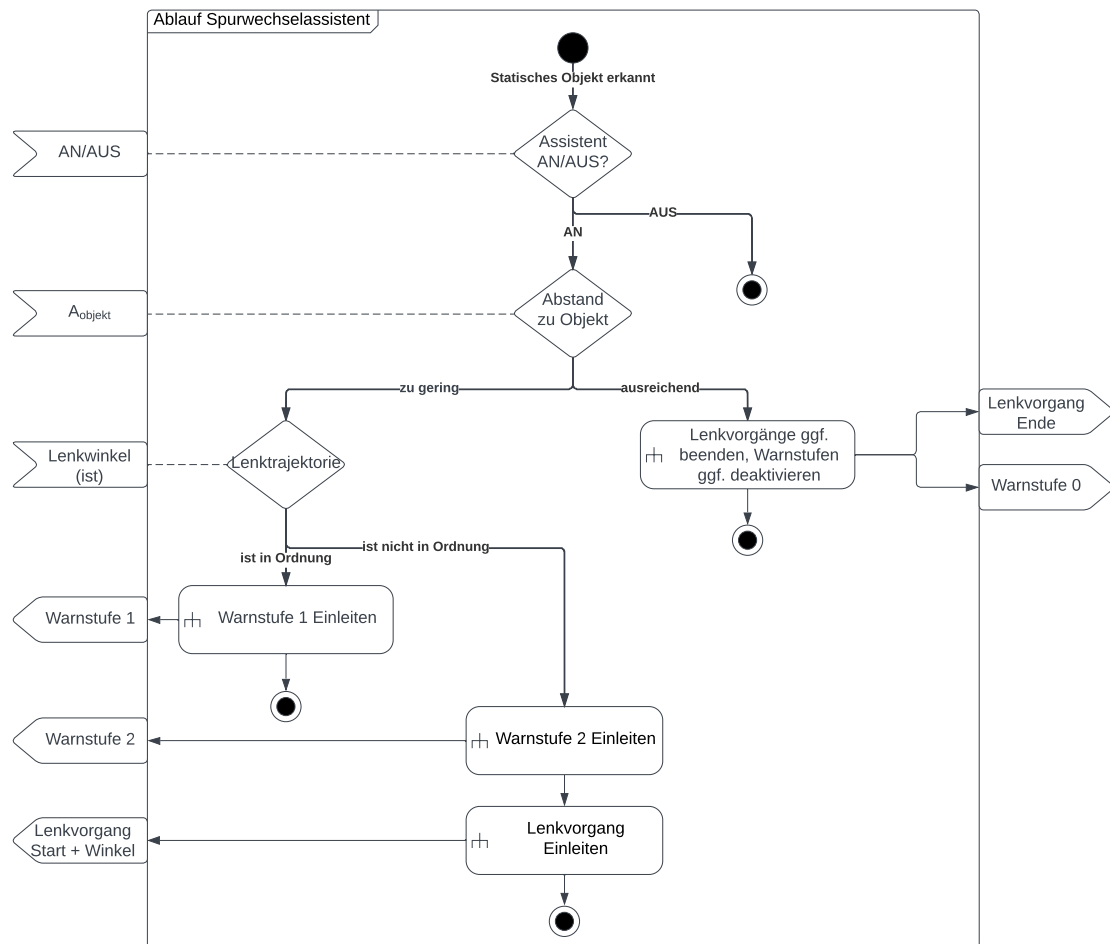 Ablauf Spurwechselassistent
Statisches Objekt erkannt
AN/AUS
Assistent
AN/AUS?
AUS
AN
Aobjekt
Abstand
zu Objekt
zu gering
ausreichend
Lenkwinkel
(ist)
Lenktrajektorie
Lenkvorgänge ggf.
beenden, Warnstufen
ggf. deaktivieren
Lenkvorgang
Ende
Warnstufe 0
ist in Ordnung
ist nicht in Ordnung
Warnstufe 1
Warnstufe 1 Einleiten
Warnstufe 2
Warnstufe 2 Einleiten
Lenkvorgang
Start + Winkel
Lenkvorgang
Einleiten